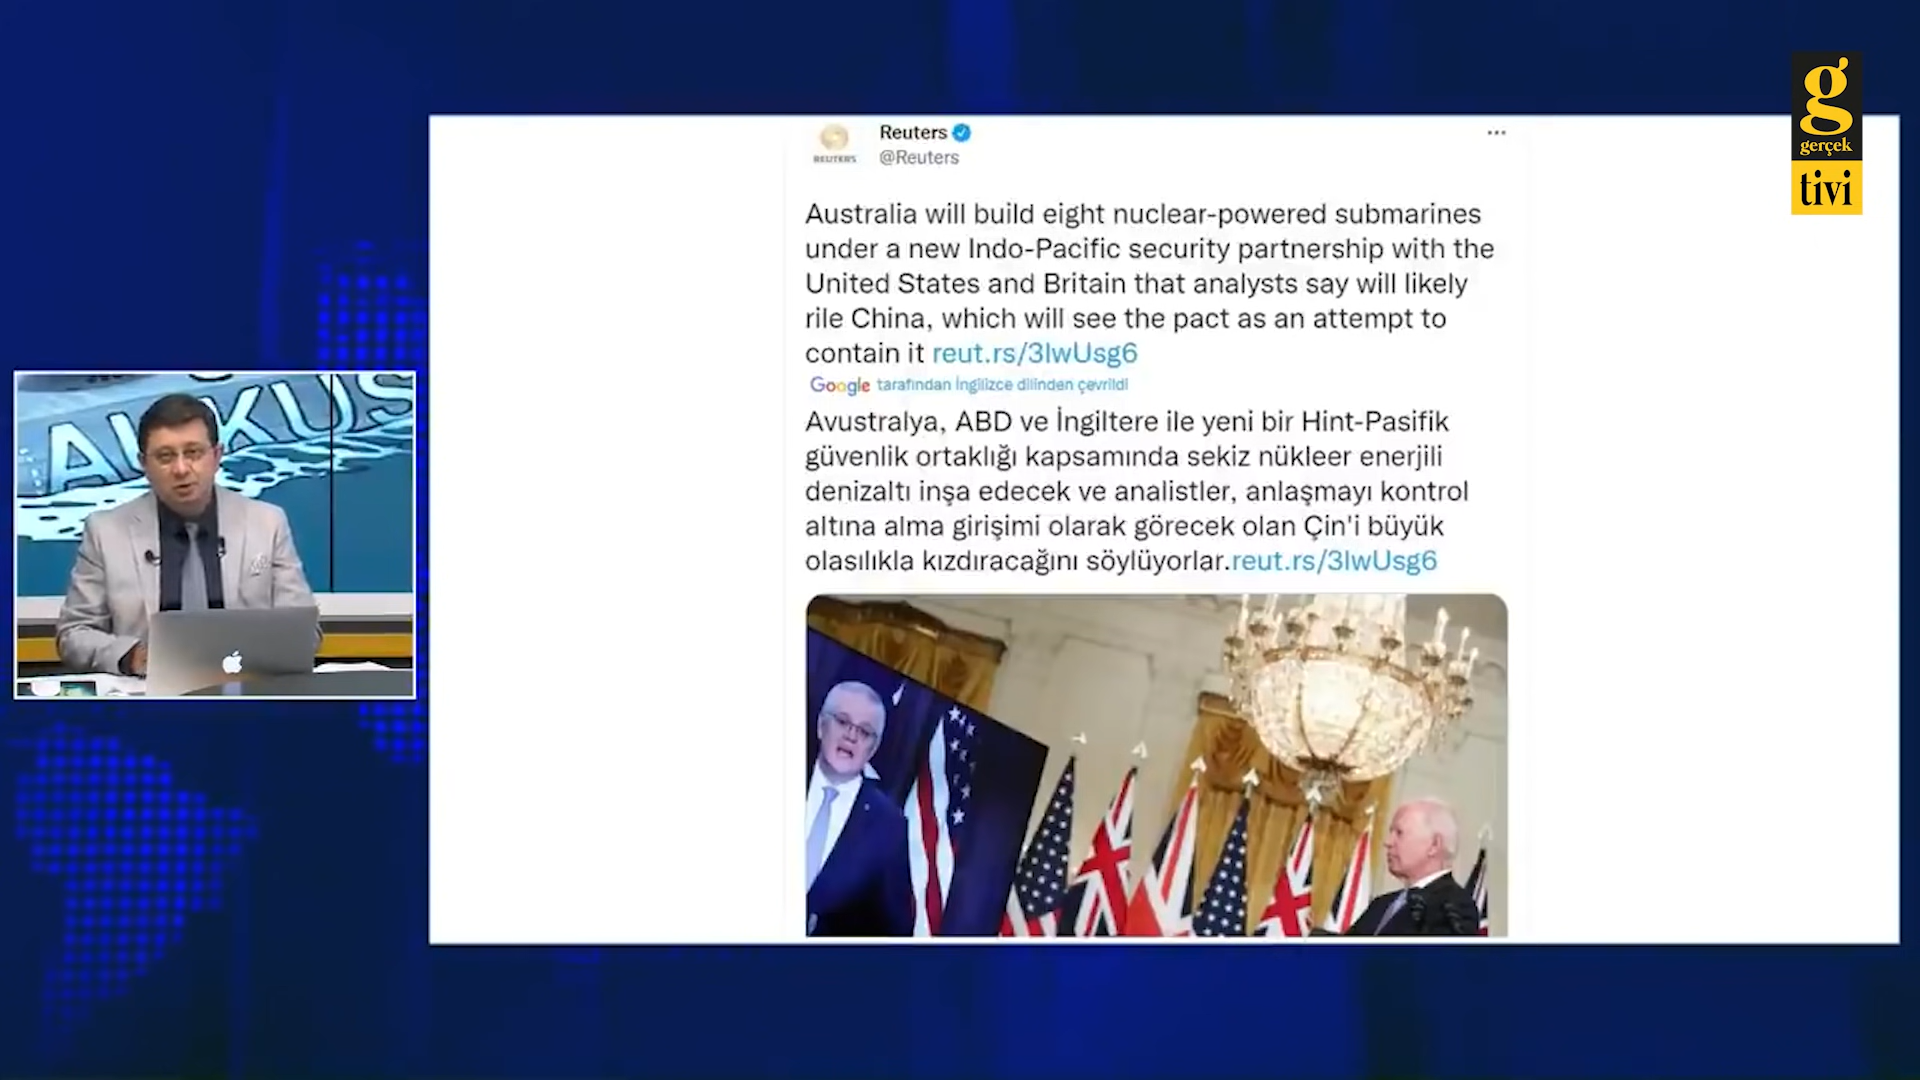 g
gerçek
tivi
Reuters
REUTERS
@Reuters
Australia will build eight nuclear-powered submarines
under a new Indo-Pacific security partnership with the
United States and Britain that analysts say will likely
rile China, which will see the pact as an attempt to
contain it reut.rs/3lwUsg6
Google tarafından İngilizce dilinden çevrildi
Avustralya, ABD ve İngiltere ile yeni bir Hint-Pasifik
güvenlik ortaklığı kapsamında sekiz nükleer enerjili
denizaltı inşa edecek ve analistler, anlaşmayı kontrol
altına alma girişimi olarak görecek olan Çin'i büyük
olasılıkla kızdıracağını söylüyorlar.reut.rs/3lwUsg6
AUKUS